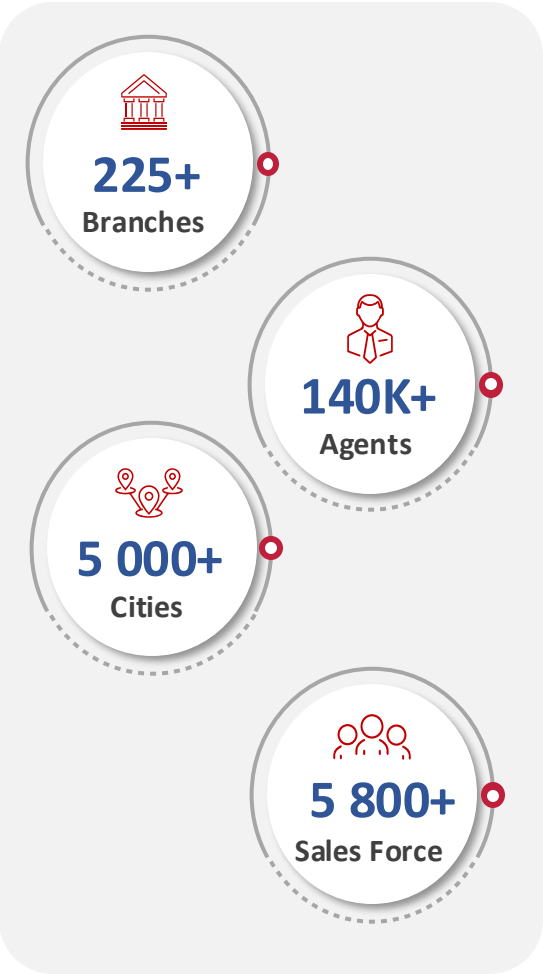 225+
Branches
140K+
Agents
5 000+
Cities
5 800+
Sales Force